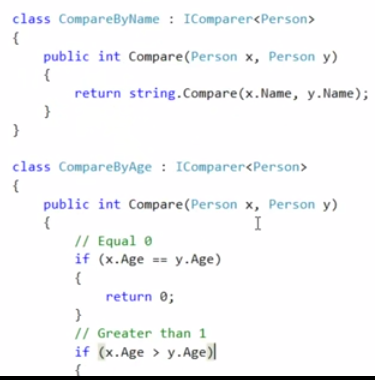 class CompareByName : IComparer<Person>
{
    public int Compare(Person x, Person y)
    {
        return string.Compare(x.Name, y.Name);
    }
}

class CompareByAge : IComparer<Person>
{
    public int Compare(Person x, Person y)
    {
        // Equal 0
        if (x.Age == y.Age)
        {
            return 0;
        }
        // Greater than 1
        if (x.Age > y.Age)
        {